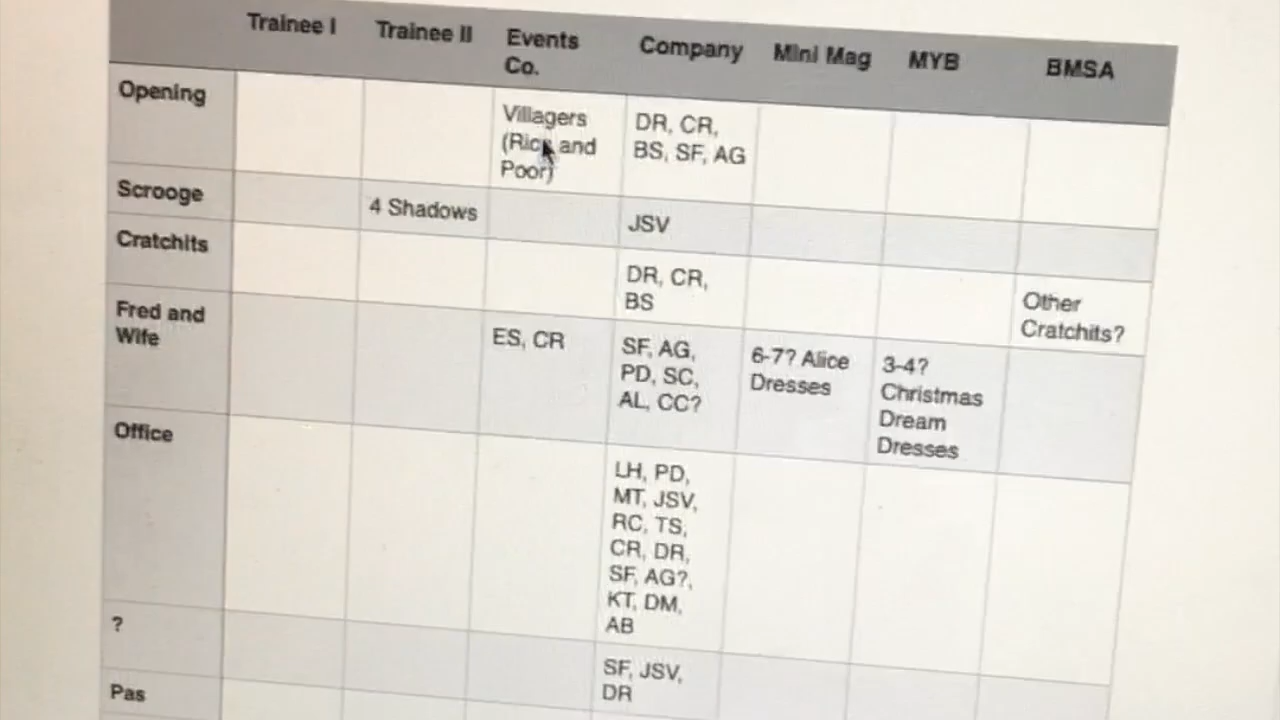 Trainee I
Trainee II
Events
Co.
Company
Mini Mag
MYB
BMSA
Opening
Villagers
(Rich and
Poor)
DR, CR,
BS, SF, AG
Scrooge
4 Shadows
JSV
Cratchits
DR, CR,
BS
Other
Cratchits?
Fred and
Wife
ES, CR
SF, AG,
PD, SC,
AL, CC?
6-7? Alice
Dresses
3-4?
Christmas
Dream
Dresses
Office
LH, PD,
MT, JSV,
RC, TS,
CR, DR,
SF, AG?,
KT, DM,
AB
?
SF, JSV,
DR
Pas